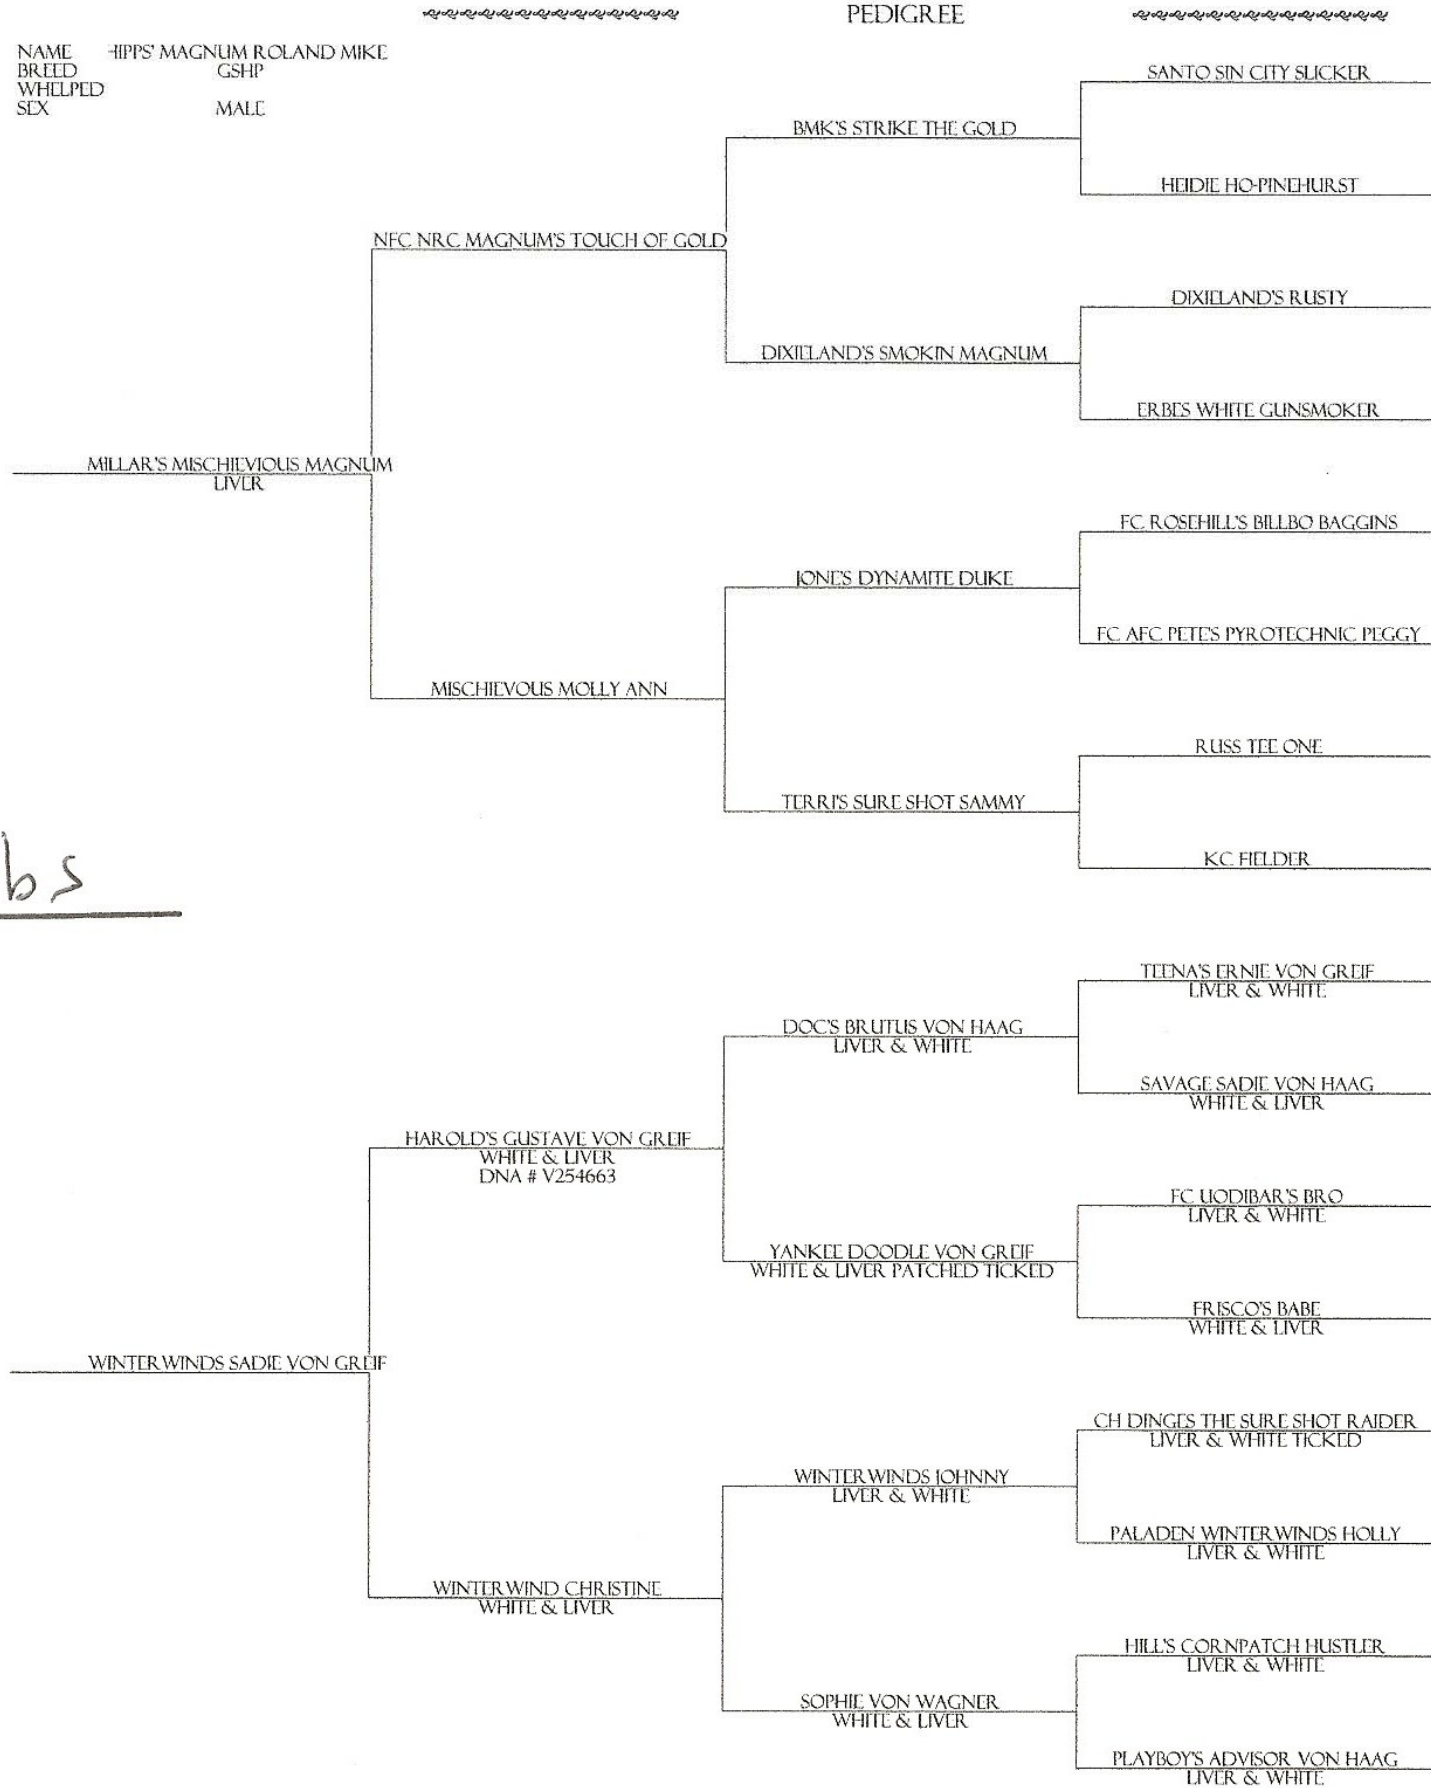 PEDIGREE
NAME HIPPS' MAGNUM ROLAND MIKE
BREED GSHP
WHELPED
SEX MALE
SANTO SIN CITY SLICKER
BMK'S STRIKE THE GOLD
HEIDIE HO-PINEHURST
NFC NRC MAGNUM'S TOUCH OF GOLD
DIXIELAND'S RUSTY
DIXIELAND'S SMOKIN MAGNUM
ERBES WHITE GUNSMOKER
MILLAR'S MISCHIEVIOUS MAGNUM
LIVER
FC ROSEHILL'S BILLBO BAGGINS
JONE'S DYNAMITE DUKE
FC AFC PETE'S PYROTECHNIC PEGGY
MISCHIEVOUS MOLLY ANN
RUSS TEE ONE
TERRI'S SURE SHOT SAMMY
KC FIELDER
bs
TEENA'S ERNIE VON GREIF
LIVER & WHITE
DOC'S BRUTUS VON HAAG
LIVER & WHITE
SAVAGE SADIE VON HAAG
WHITE & LIVER
HAROLD'S GUSTAVE VON GREIF
WHITE & LIVER
DNA # V254663
FC UODIBAR'S BRO
LIVER & WHITE
YANKEE DOODLE VON GREIF
WHITE & LIVER PATCHED TICKED
FRISCO'S BABE
WHITE & LIVER
WINTERWINDS SADIE VON GREIF
CH DINGES THE SURE SHOT RAIDER
LIVER & WHITE TICKED
WINTERWINDS JOHNNY
LIVER & WHITE
PALADEN WINTERWINDS HOLLY
LIVER & WHITE
WINTERWIND CHRISTINE
WHITE & LIVER
HILL'S CORNPATCH HUSTLER
LIVER & WHITE
SOPHIE VON WAGNER
WHITE & LIVER
PLAYBOY'S ADVISOR VON HAAG
LIVER & WHITE